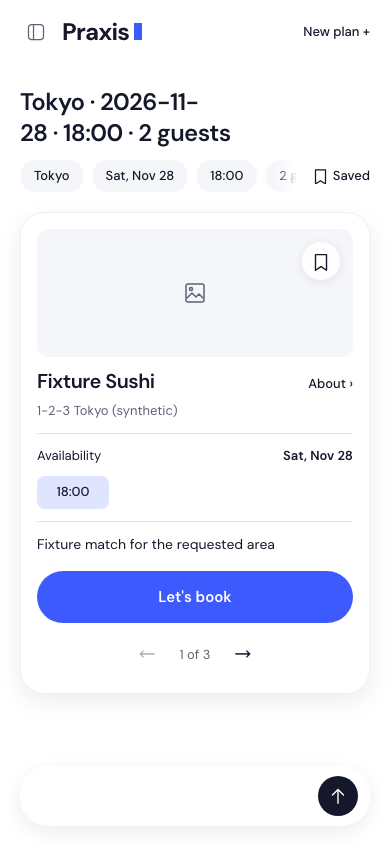 Praxis
New plan +
Tokyo · 2026-11-
28 · 18:00 · 2 guests
Tokyo
Sat, Nov 28
18:00
2 g
Saved
Fixture Sushi
About ›
1-2-3 Tokyo (synthetic)
Availability
Sat, Nov 28
18:00
Fixture match for the requested area
Let's book
← 1 of 3 →